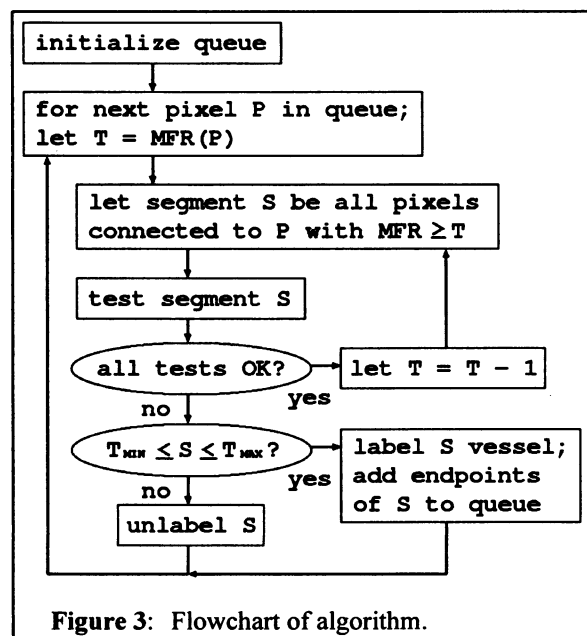 initialize queue
for next pixel P in queue;
let T = MFR(P)
let segment S be all pixels
connected to P with MFR ≥ T
test segment S
all tests OK?
yes
let T = T - 1
no
TMIN ≤ S ≤ TMAX?
yes
label S vessel;
add endpoints
of S to queue
no
unlabel S
Figure 3: Flowchart of algorithm.